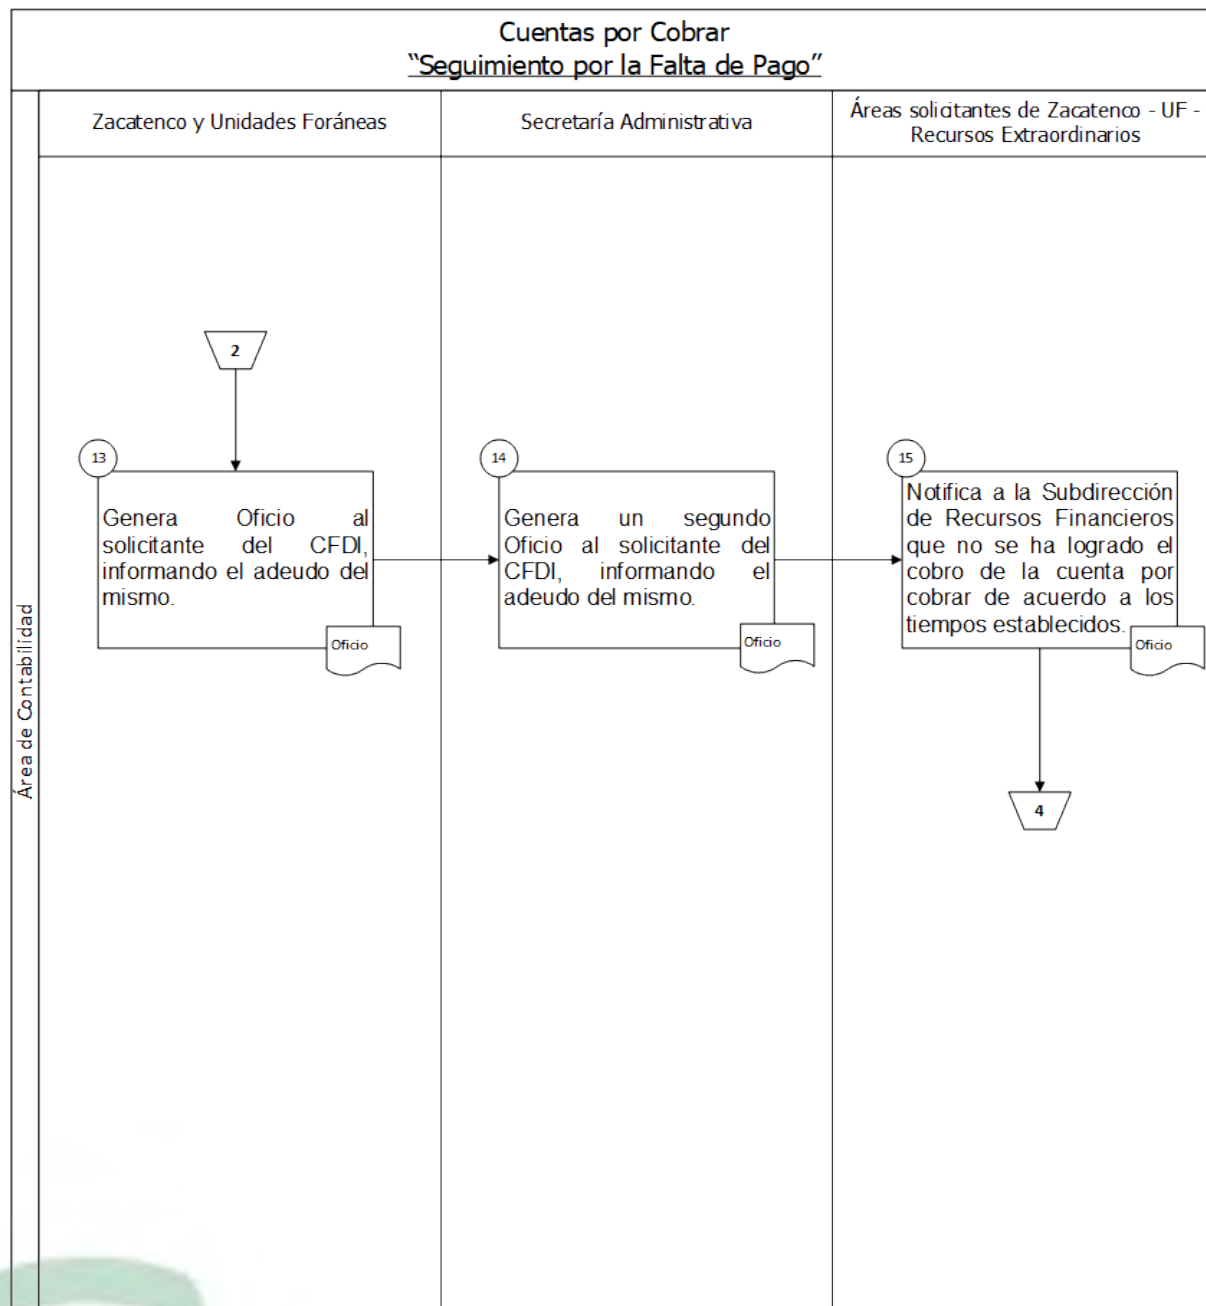 Cuentas por Cobrar
“Seguimiento por la Falta de Pago”
Área de Contabilidad
Zacatenco y Unidades Foráneas
Secretaría Administrativa
Áreas solicitantes de Zacatenco - UF -
Recursos Extraordinarios
2
13
Genera Oficio al
solicitante del CFDI,
informando el adeudo del
mismo.
Oficio
14
Genera un segundo
Oficio al solicitante del
CFDI, informando el
adeudo del mismo.
Oficio
15
Notifica a la Subdirección
de Recursos Financieros
que no se ha logrado el
cobro de la cuenta por
cobrar de acuerdo a los
tiempos establecidos.
Oficio
4